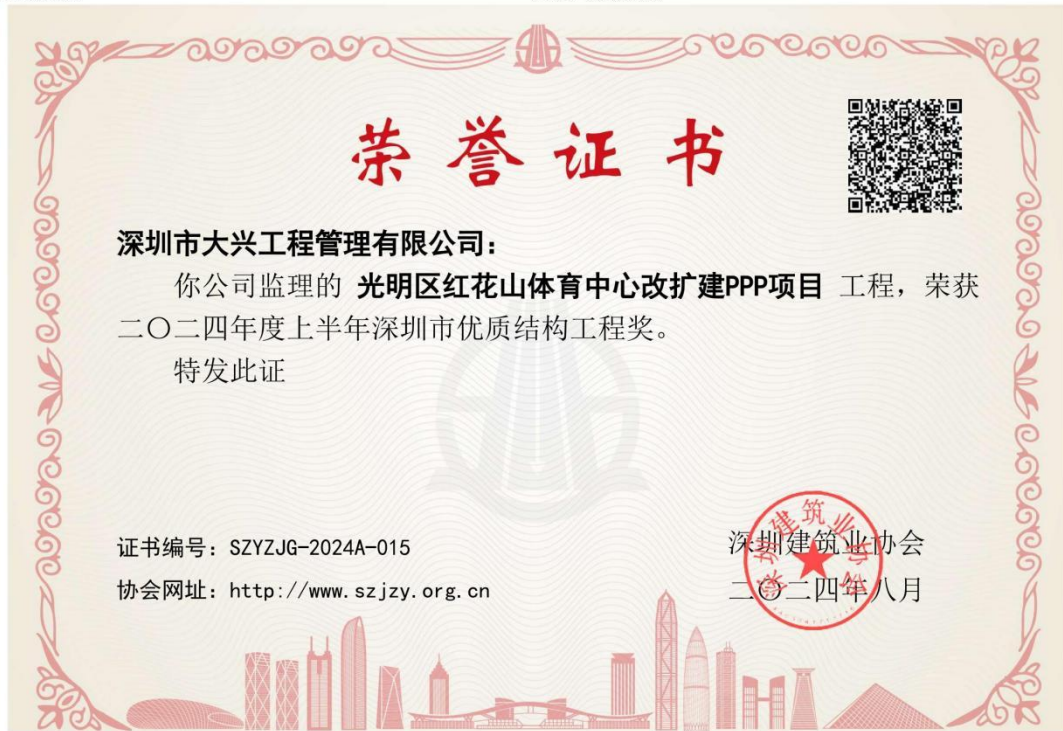 荣誉证书
深圳市大兴工程管理有限公司：
你公司监理的 光明区红花山体育中心改扩建PPP项目 工程，荣获
二〇二四年度上半年深圳市优质结构工程奖。
特发此证
证书编号：SZYZJG-2024A-015
协会网址：http://www.szjzy.org.cn
深圳建筑业协会
二〇二四年八月
深圳建筑业协会